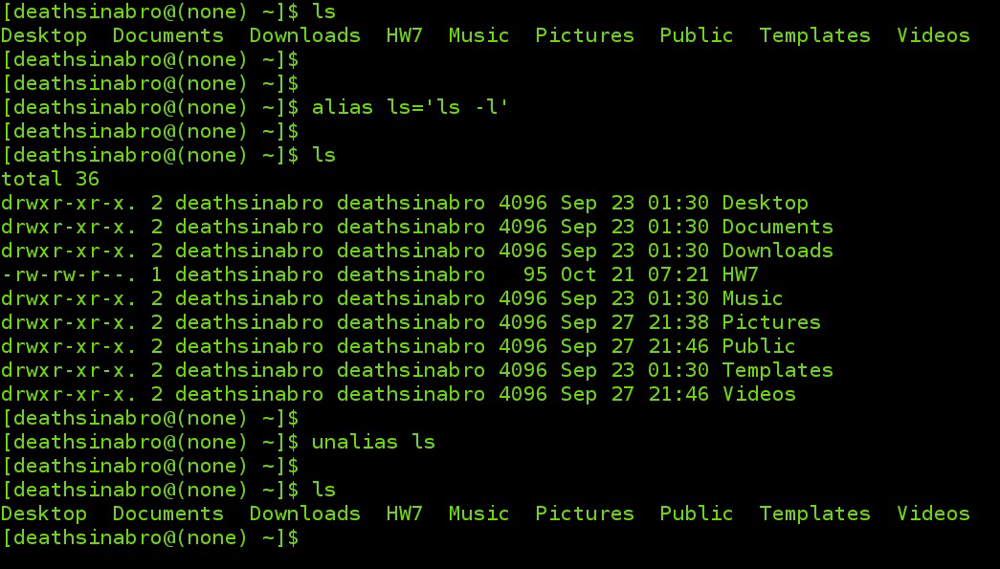 [deathsinabro@(none) ~]$ ls
Desktop  Documents  Downloads  HW7  Music  Pictures  Public  Templates  Videos
[deathsinabro@(none) ~]$
[deathsinabro@(none) ~]$
[deathsinabro@(none) ~]$ alias ls='ls -l'
[deathsinabro@(none) ~]$
[deathsinabro@(none) ~]$ ls
total 36
drwxr-xr-x. 2 deathsinabro deathsinabro 4096 Sep 23 01:30 Desktop
drwxr-xr-x. 2 deathsinabro deathsinabro 4096 Sep 23 01:30 Documents
drwxr-xr-x. 2 deathsinabro deathsinabro 4096 Sep 23 01:30 Downloads
-rw-rw-r--. 1 deathsinabro deathsinabro   95 Oct 21 07:21 HW7
drwxr-xr-x. 2 deathsinabro deathsinabro 4096 Sep 23 01:30 Music
drwxr-xr-x. 2 deathsinabro deathsinabro 4096 Sep 27 21:38 Pictures
drwxr-xr-x. 2 deathsinabro deathsinabro 4096 Sep 27 21:46 Public
drwxr-xr-x. 2 deathsinabro deathsinabro 4096 Sep 23 01:30 Templates
drwxr-xr-x. 2 deathsinabro deathsinabro 4096 Sep 27 21:46 Videos
[deathsinabro@(none) ~]$
[deathsinabro@(none) ~]$ unalias ls
[deathsinabro@(none) ~]$
[deathsinabro@(none) ~]$ ls
Desktop  Documents  Downloads  HW7  Music  Pictures  Public  Templates  Videos
[deathsinabro@(none) ~]$